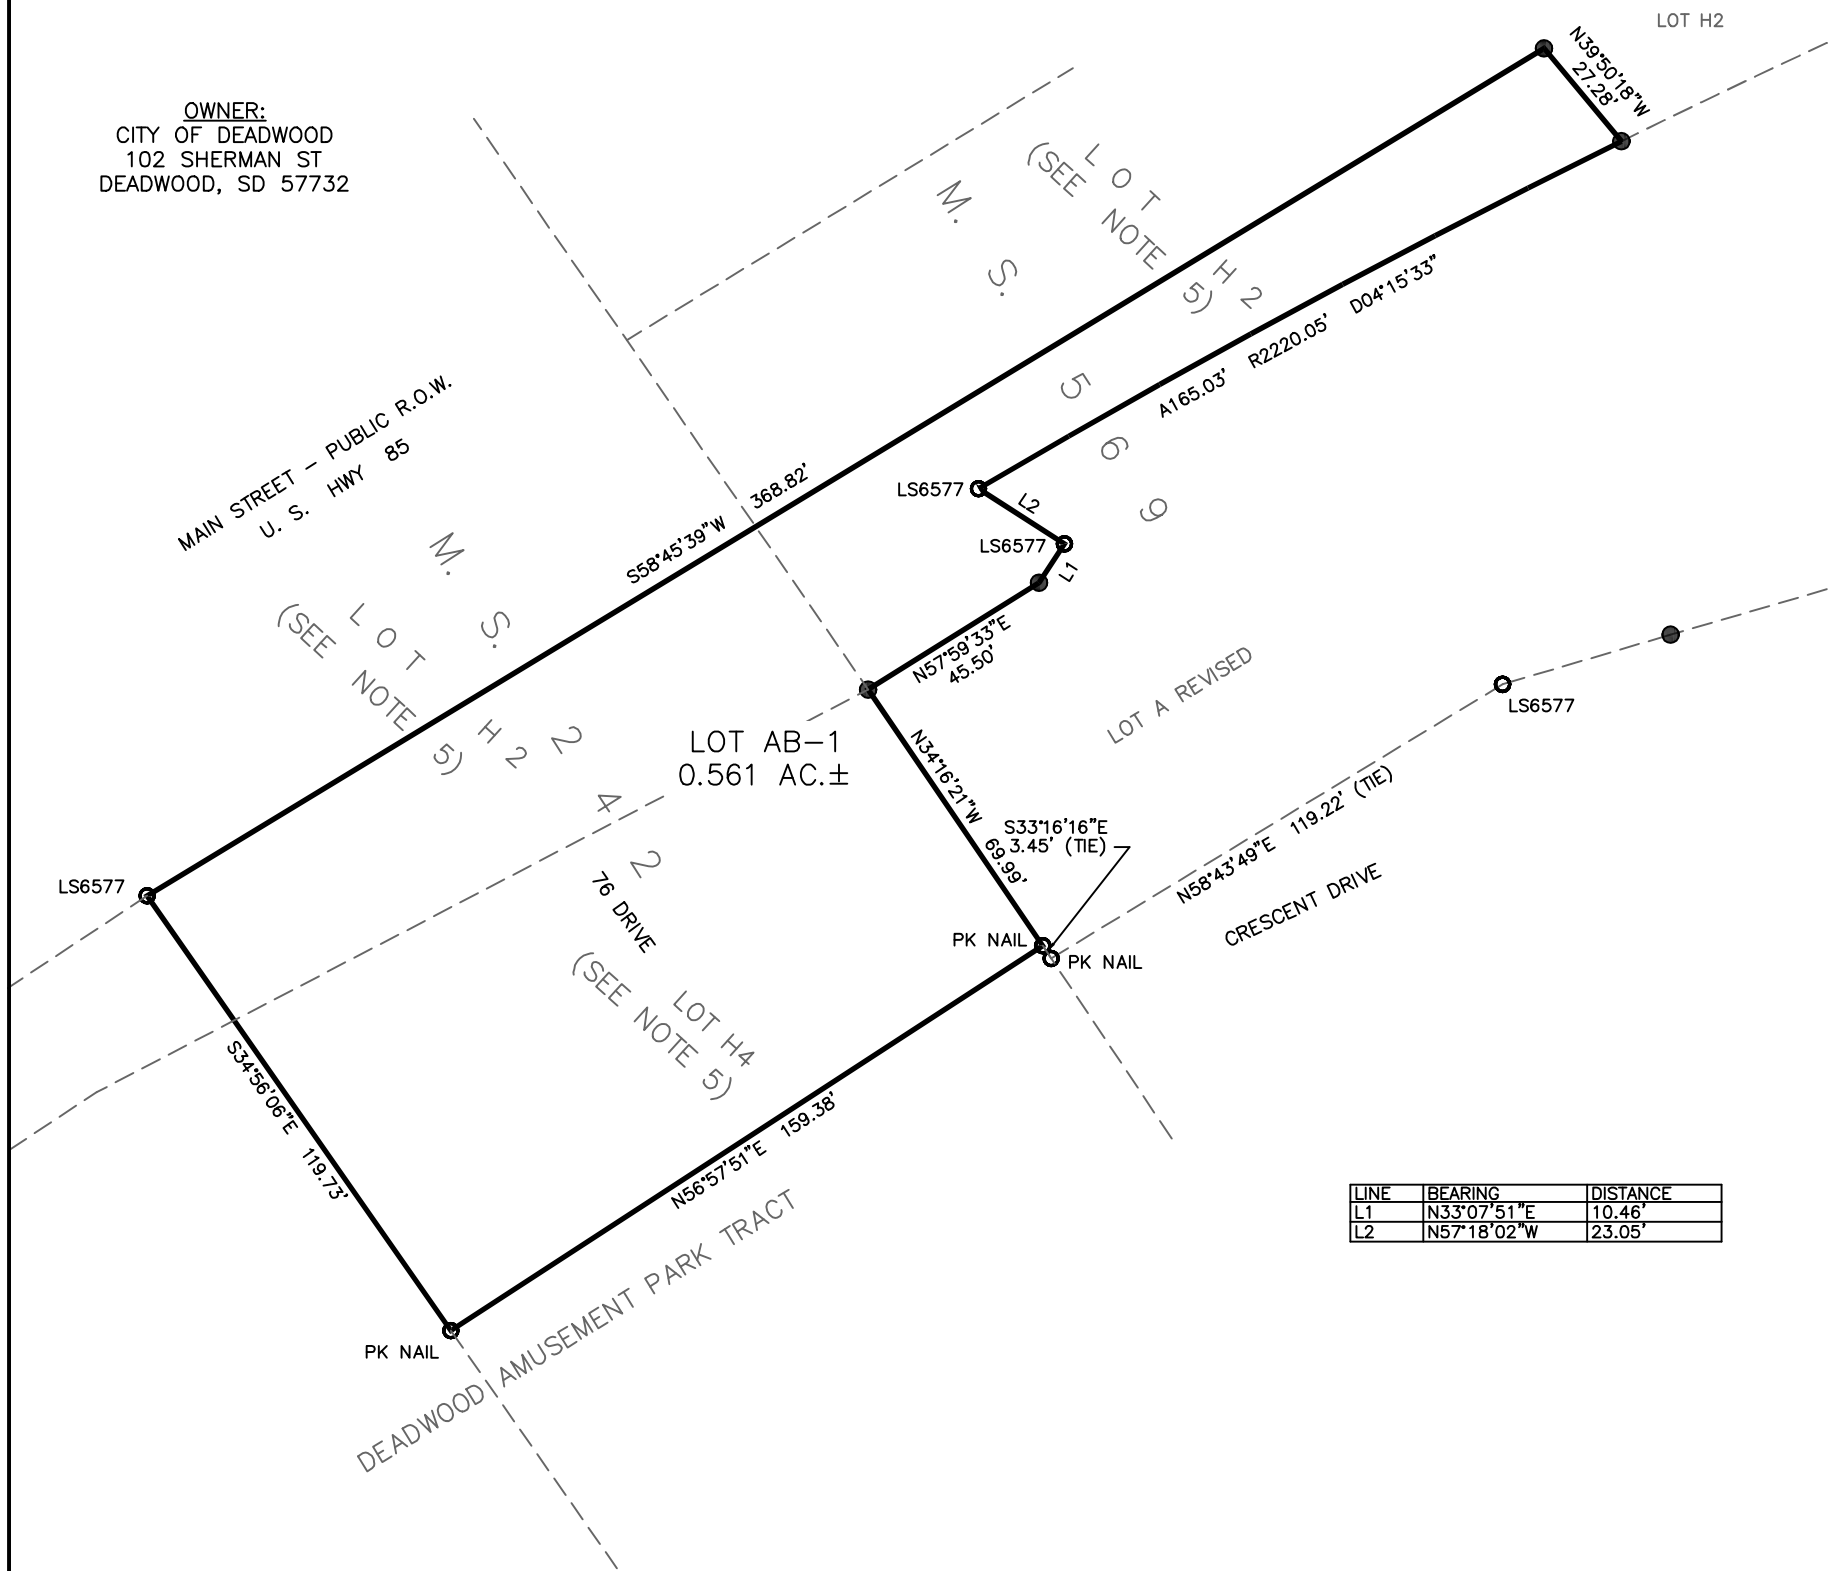 LOT H2
N39°50'18"W
27.28'
OWNER:
CITY OF DEADWOOD
102 SHERMAN ST
DEADWOOD, SD 57732
LOT H2
(SEE NOTE 5)
M. S. 5569
A165.03' R2220.05' D04°15'33"
MAIN STREET - PUBLIC R.O.W.
U. S. HWY 85
S58°45'39"W 368.82'
LS6577
L2
LS6577
L1
M. S. 2242
LOT H2
(SEE NOTE 5)
N57°59'33"E
45.50'
LOT A REVISED
LS6577
LOT AB-1
0.561 AC.±
N34°16'21"W 69.99'
S33°16'16"E
3.45' (TIE)
N58°43'49"E 119.22' (TIE)
CRESCENT DRIVE
LS6577
76 DRIVE
PK NAIL
PK NAIL
LOT H4
(SEE NOTE 5)
S34°56'06"E 119.73'
N56°57'51"E 159.38'
PK NAIL
DEADWOOD AMUSEMENT PARK TRACT
LINE BEARING DISTANCE
L1 N33°07'51"E 10.46'
L2 N57°18'02"W 23.05'